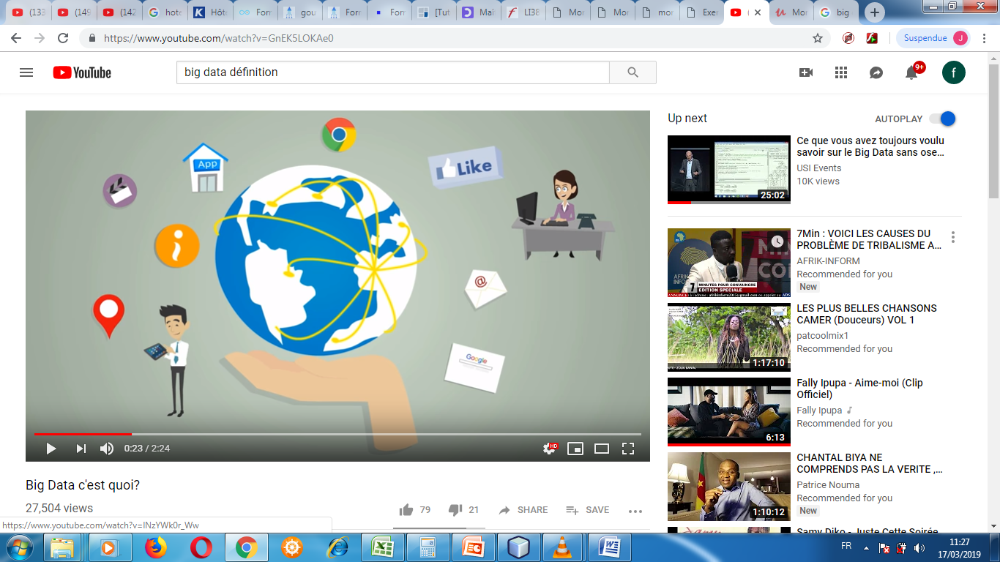 (133
(149
(142
hote
Hôte
Forr
gou
Forr
Forr
[Tut
Mai
LI38
Mor
Mor
mor
Exer
Mor
big
https://www.youtube.com/watch?v=GnEK5LOKAe0
Suspendue J
YouTube
big data définition
9+
f
App
Like
i
@
Google
0:23 / 2:24
HD
Big Data c'est quoi?
27,504 views
79
21
SHARE
SAVE
Up next
AUTOPLAY
25:02
Ce que vous avez toujours voulu
savoir sur le Big Data sans ose...
USI Events
10K views
7 MINUTES POUR CONVAINCRE
EDITION SPECIALE
7Min : VOICI LES CAUSES DU
PROBLÈME DE TRIBALISME A...
AFRIK-INFORM
Recommended for you
New
1:17:10
LES PLUS BELLES CHANSONS
CAMER (Douceurs) VOL 1
patcoolmix1
Recommended for you
6:13
Fally Ipupa - Aime-moi (Clip
Officiel)
Fally Ipupa
Recommended for you
1:10:12
CHANTAL BIYA NE
COMPRENDS PAS LA VERITE ,...
Patrice Nouma
Recommended for you
New
Samy Diko - Juste Cette Soirée
https://www.youtube.com/watch?v=lNzYWk0r_Ww
FR
11:27
17/03/2019